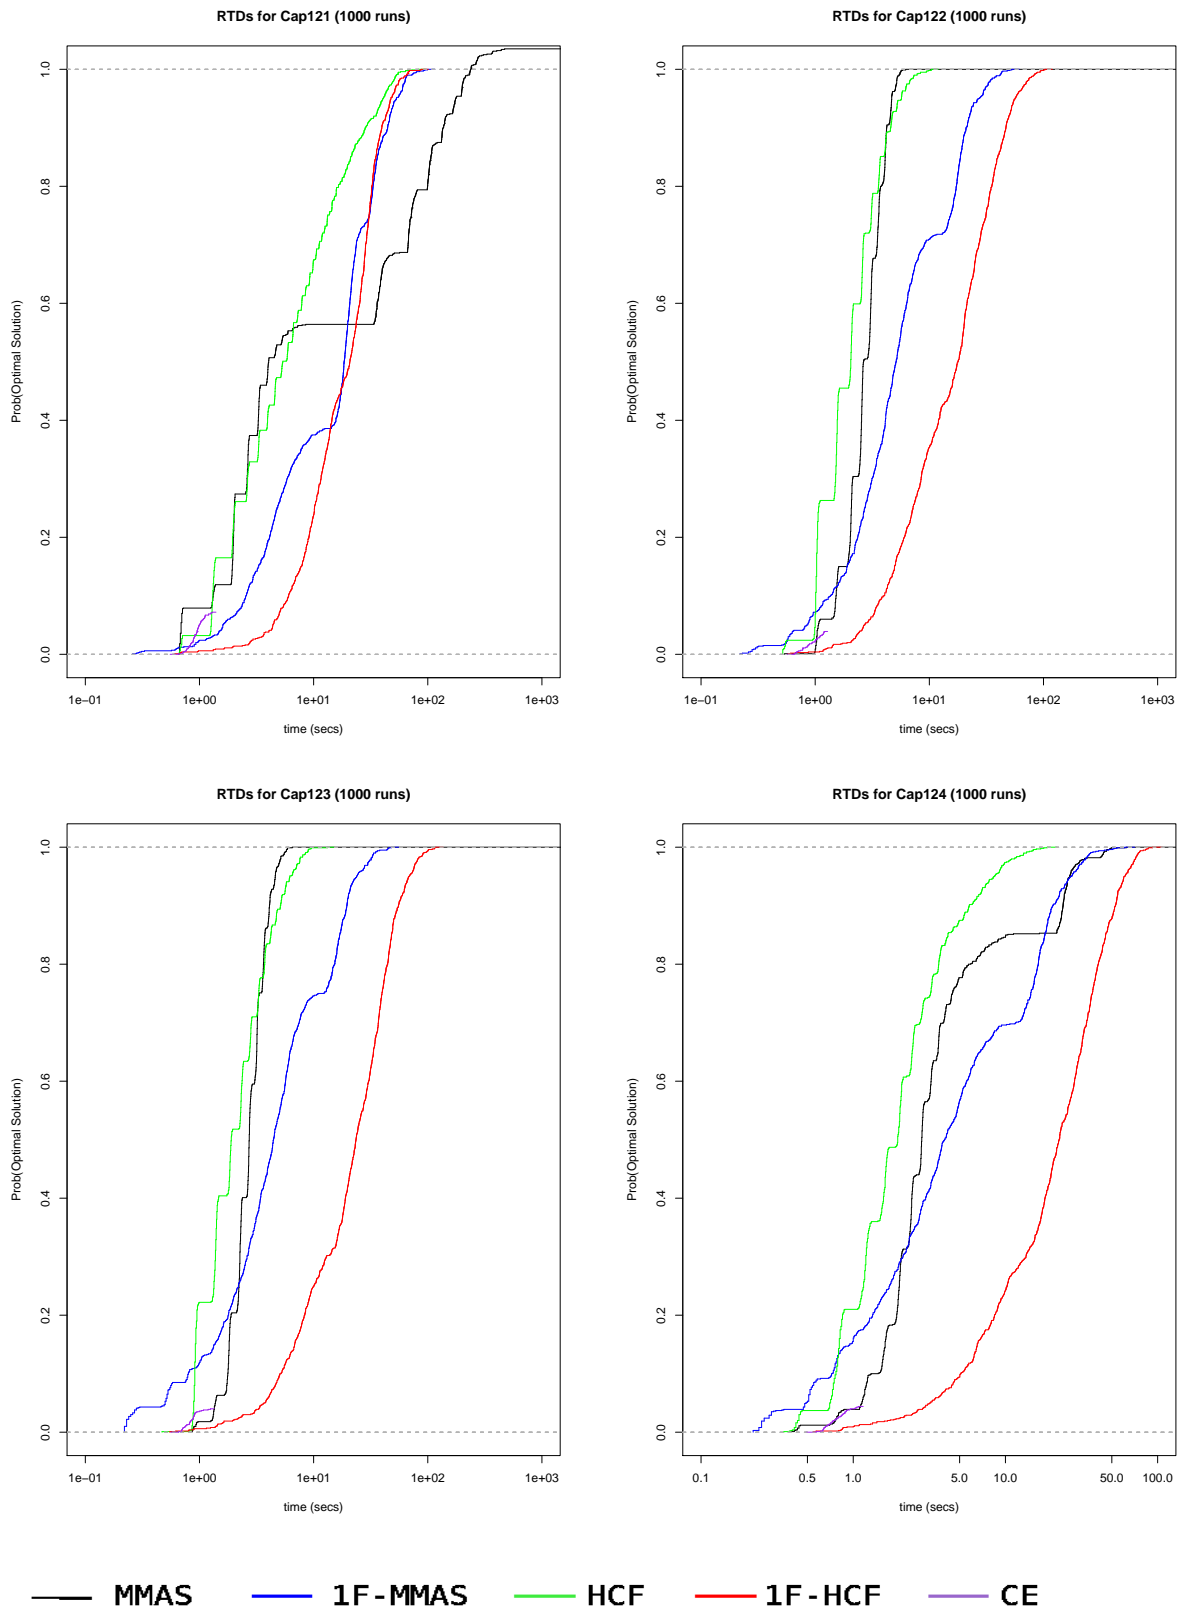 RTDs for Cap121 (1000 runs)
Prob(Optimal Solution)
1.0
0.8
0.6
0.4
0.2
0.0
1e−01 1e+00 1e+01 1e+02 1e+03
time (secs)
RTDs for Cap122 (1000 runs)
Prob(Optimal Solution)
1.0
0.8
0.6
0.4
0.2
0.0
1e−01 1e+00 1e+01 1e+02 1e+03
time (secs)
RTDs for Cap123 (1000 runs)
Prob(Optimal Solution)
1.0
0.8
0.6
0.4
0.2
0.0
1e−01 1e+00 1e+01 1e+02 1e+03
time (secs)
RTDs for Cap124 (1000 runs)
Prob(Optimal Solution)
1.0
0.8
0.6
0.4
0.2
0.0
0.1 0.5 1.0 5.0 10.0 50.0 100.0
time (secs)
MMAS 1F-MMAS HCF 1F-HCF CE